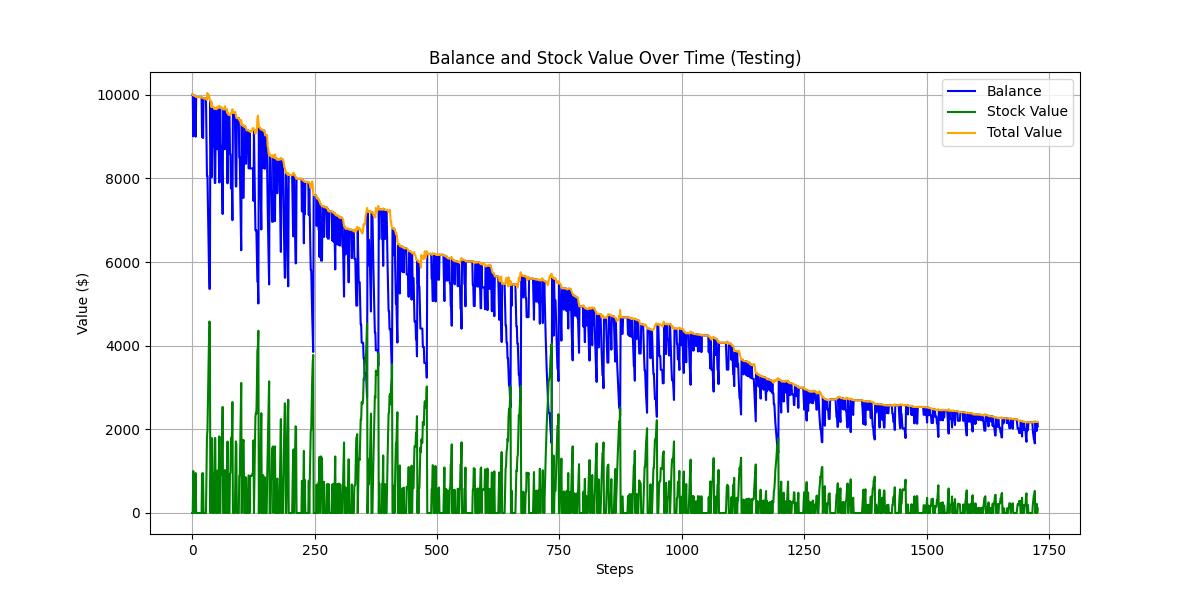 Balance and Stock Value Over Time (Testing)
Balance
Stock Value
Total Value
Value ($)
10000
8000
6000
4000
2000
0
0 250 500 750 1000 1250 1500 1750
Steps